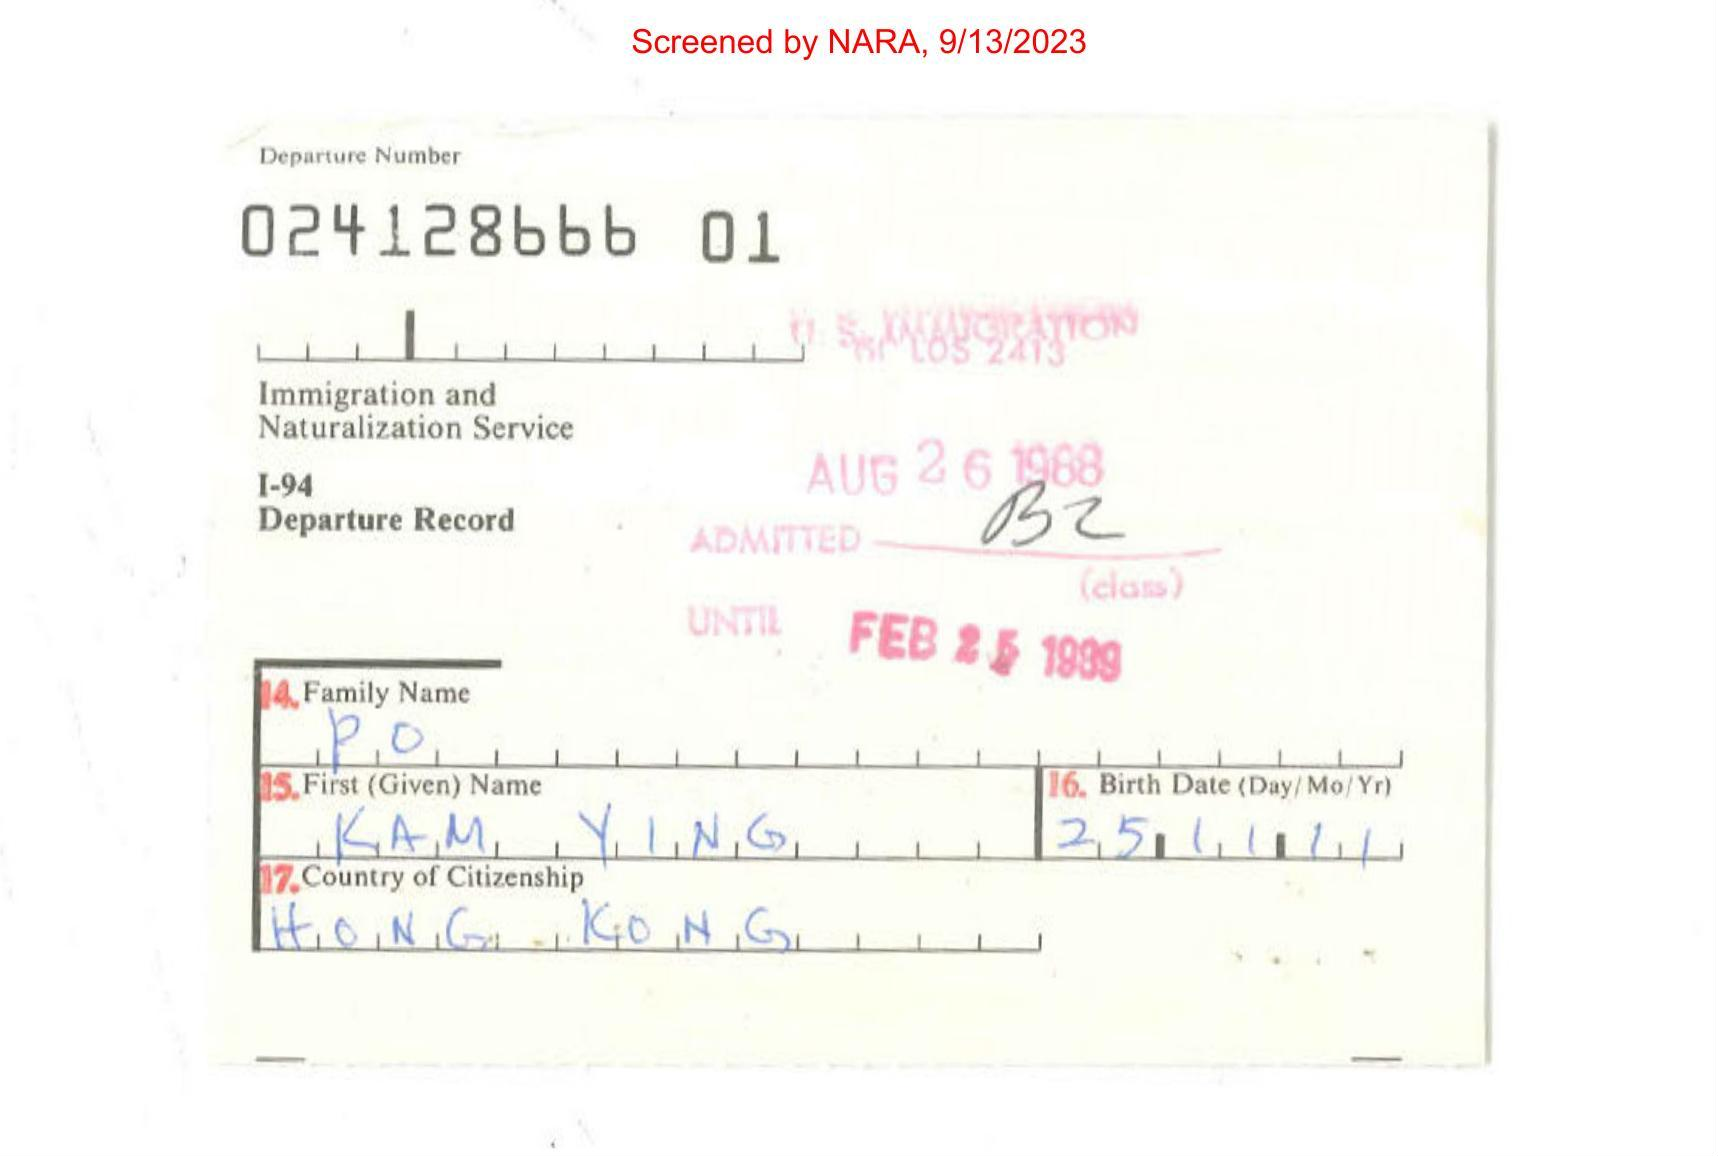 Screened by NARA, 9/13/2023
Departure Number
024128666 01
U. S. IMMIGRATION
LOS 2413
Immigration and
Naturalization Service
AUG 26 1988
I-94
Departure Record
ADMITTED B2
(class)
UNTIL FEB 25 1989
14. Family Name
PO
15. First (Given) Name
16. Birth Date (Day/Mo/Yr)
KAM YING
25 11 11
17. Country of Citizenship
HONG KONG